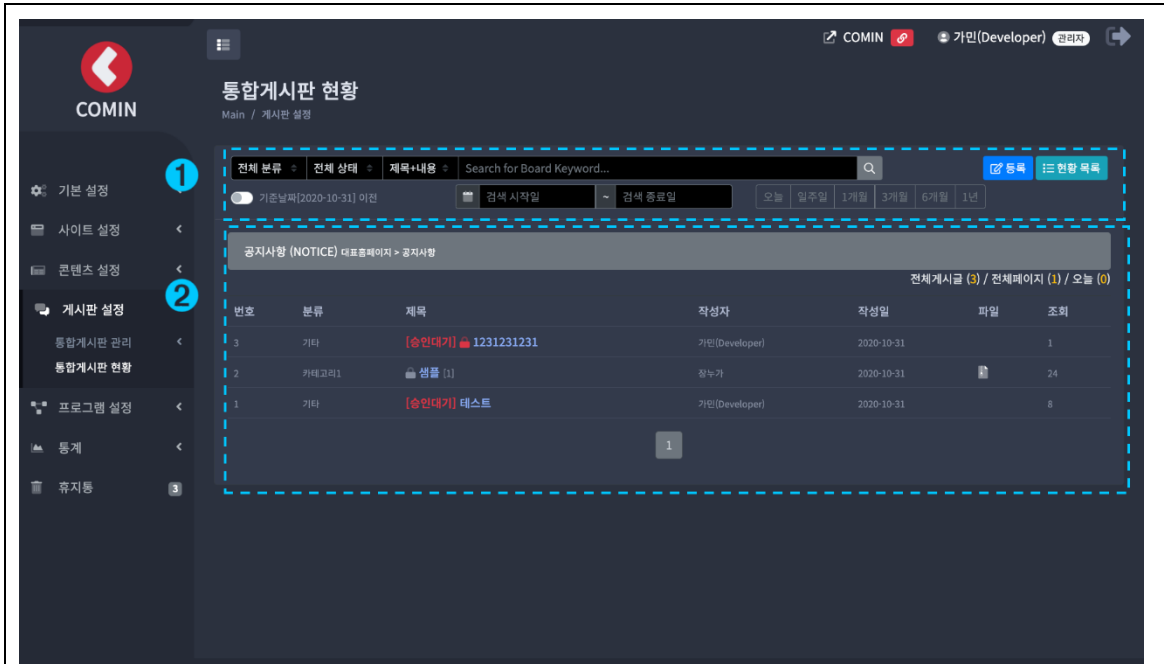 COMIN 가민(Developer) 관리자
COMIN
통합게시판 현황
Main / 게시판 설정
1
전체 분류 전체 상태 제목+내용 Search for Board Keyword... 등록 현황 목록
기준날짜[2020-10-31] 이전 검색 시작일 ~ 검색 종료일 오늘 일주일 1개월 3개월 6개월 1년
기본 설정
사이트 설정
콘텐츠 설정
2
게시판 설정
통합게시판 관리
통합게시판 현황
프로그램 설정
통계
휴지통 3
공지사항 (NOTICE) 대표홈페이지 > 공지사항
전체게시글 (3) / 전체페이지 (1) / 오늘 (0)
번호 분류 제목 작성자 작성일 파일 조회
3 기타 [승인대기] 1231231231 가민(Developer) 2020-10-31 1
2 카테고리1 샘플 [1] 장누가 2020-10-31 24
1 기타 [승인대기] 테스트 가민(Developer) 2020-10-31 8
1